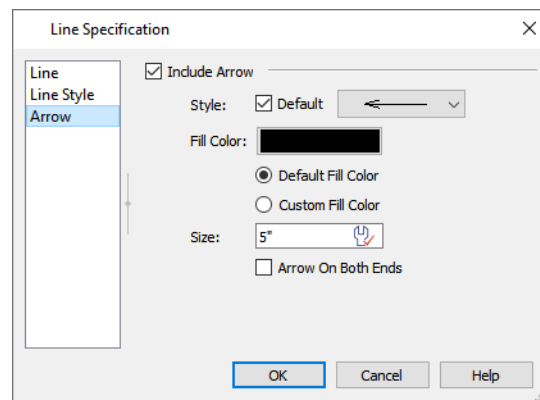 Line Specification
Line
Line Style
Arrow
Include Arrow
Style: Default
Fill Color:
Default Fill Color
Custom Fill Color
Size: 5"
Arrow On Both Ends
OK Cancel Help